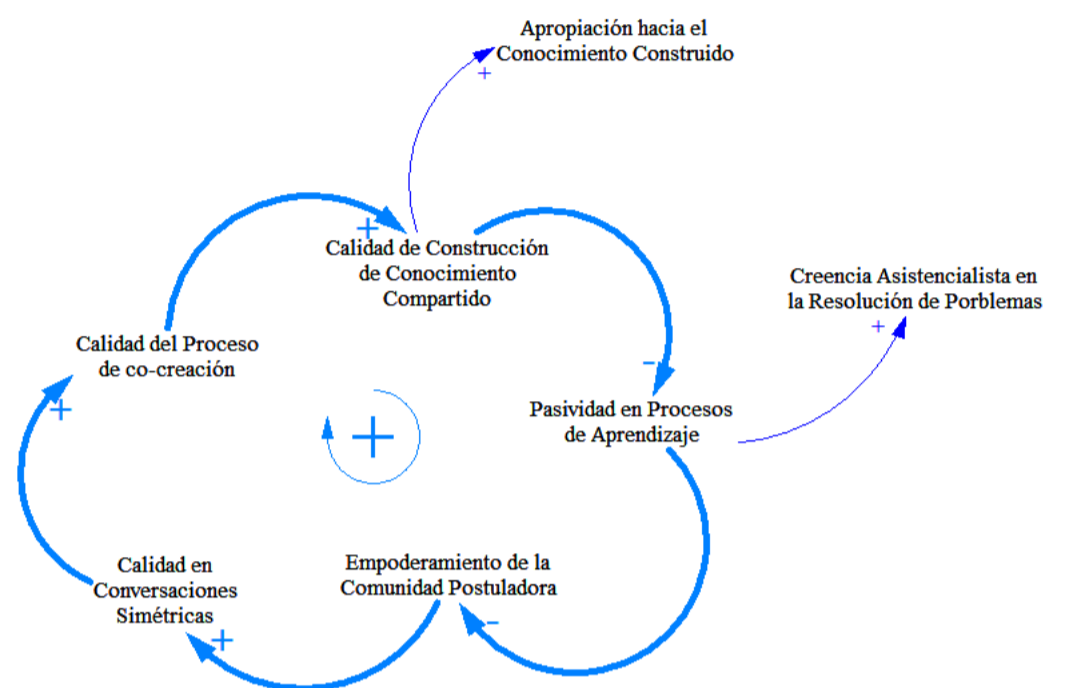 Apropiación hacia el
Conocimiento Construido
+
+
Calidad de Construcción
de Conocimiento
Compartido
Creencia Asistencialista en
la Resolución de Porblemas
+
Calidad del Proceso
de co-creación
-
+
Pasividad en Procesos
de Aprendizaje
+
Calidad en
Conversaciones
Simétricas
+
Empoderamiento de la
Comunidad Postuladora
-